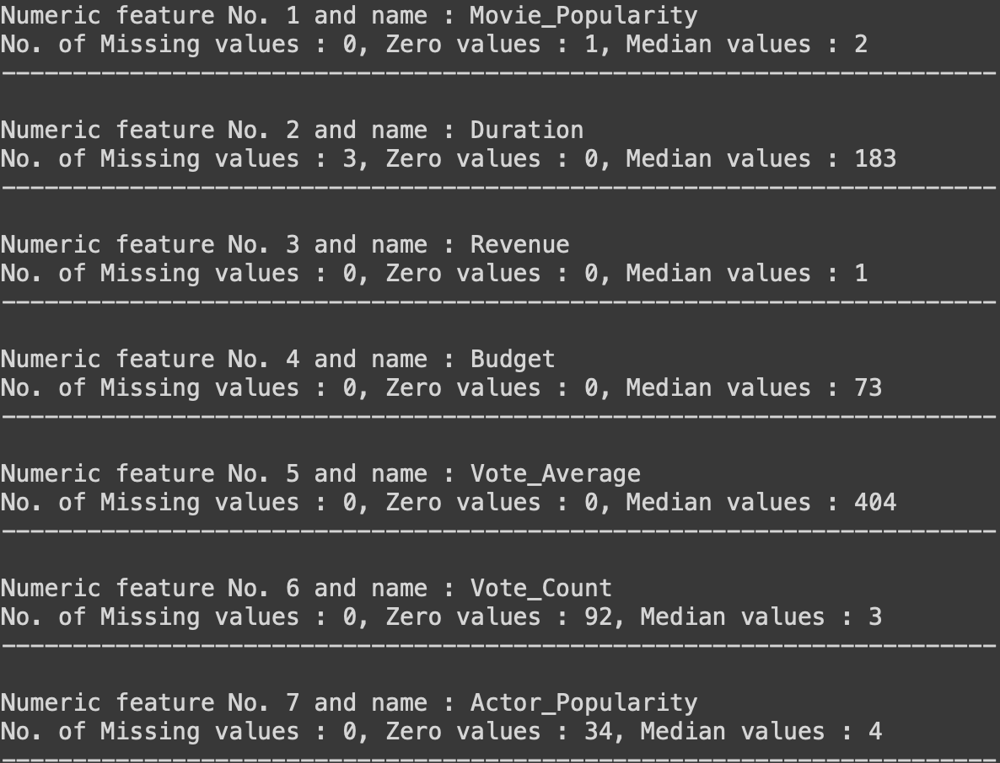 Numeric feature No. 1 and name : Movie_Popularity
No. of Missing values : 0, Zero values : 1, Median values : 2
----------------------------------------------------------------------
Numeric feature No. 2 and name : Duration
No. of Missing values : 3, Zero values : 0, Median values : 183
----------------------------------------------------------------------
Numeric feature No. 3 and name : Revenue
No. of Missing values : 0, Zero values : 0, Median values : 1
----------------------------------------------------------------------
Numeric feature No. 4 and name : Budget
No. of Missing values : 0, Zero values : 0, Median values : 73
----------------------------------------------------------------------
Numeric feature No. 5 and name : Vote_Average
No. of Missing values : 0, Zero values : 0, Median values : 404
----------------------------------------------------------------------
Numeric feature No. 6 and name : Vote_Count
No. of Missing values : 0, Zero values : 92, Median values : 3
----------------------------------------------------------------------
Numeric feature No. 7 and name : Actor_Popularity
No. of Missing values : 0, Zero values : 34, Median values : 4
----------------------------------------------------------------------